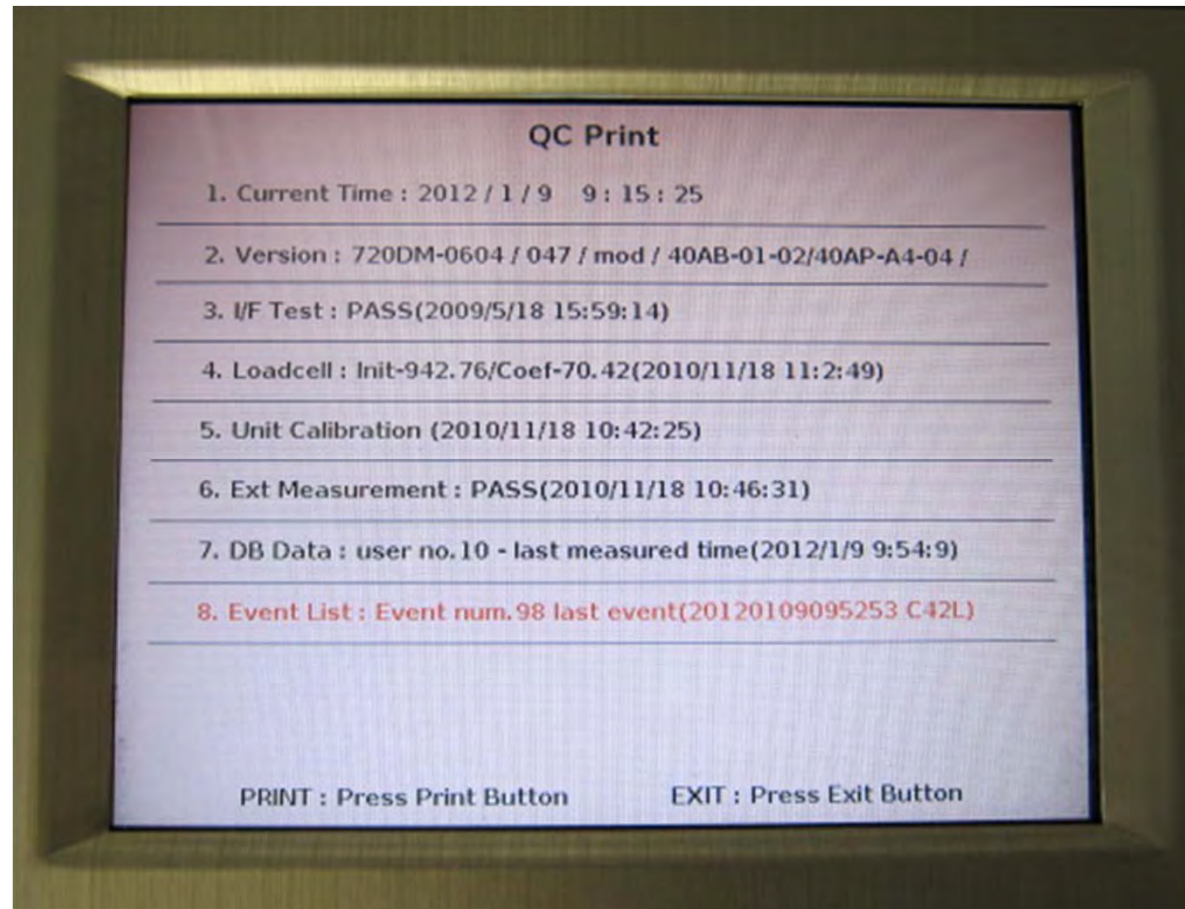 QC Print
1. Current Time : 2012 / 1 / 9 9 : 15 : 25
2. Version : 720DM-0604 / 047 / mod / 40AB-01-02/40AP-A4-04 /
3. I/F Test : PASS(2009/5/18 15:59:14)
4. Loadcell : Init-942.76/Coef-70.42(2010/11/18 11:2:49)
5. Unit Calibration (2010/11/18 10:42:25)
6. Ext Measurement : PASS(2010/11/18 10:46:31)
7. DB Data : user no.10 - last measured time(2012/1/9 9:54:9)
8. Event List : Event num.98 last event(20120109095253 C42L)
PRINT : Press Print Button EXIT : Press Exit Button